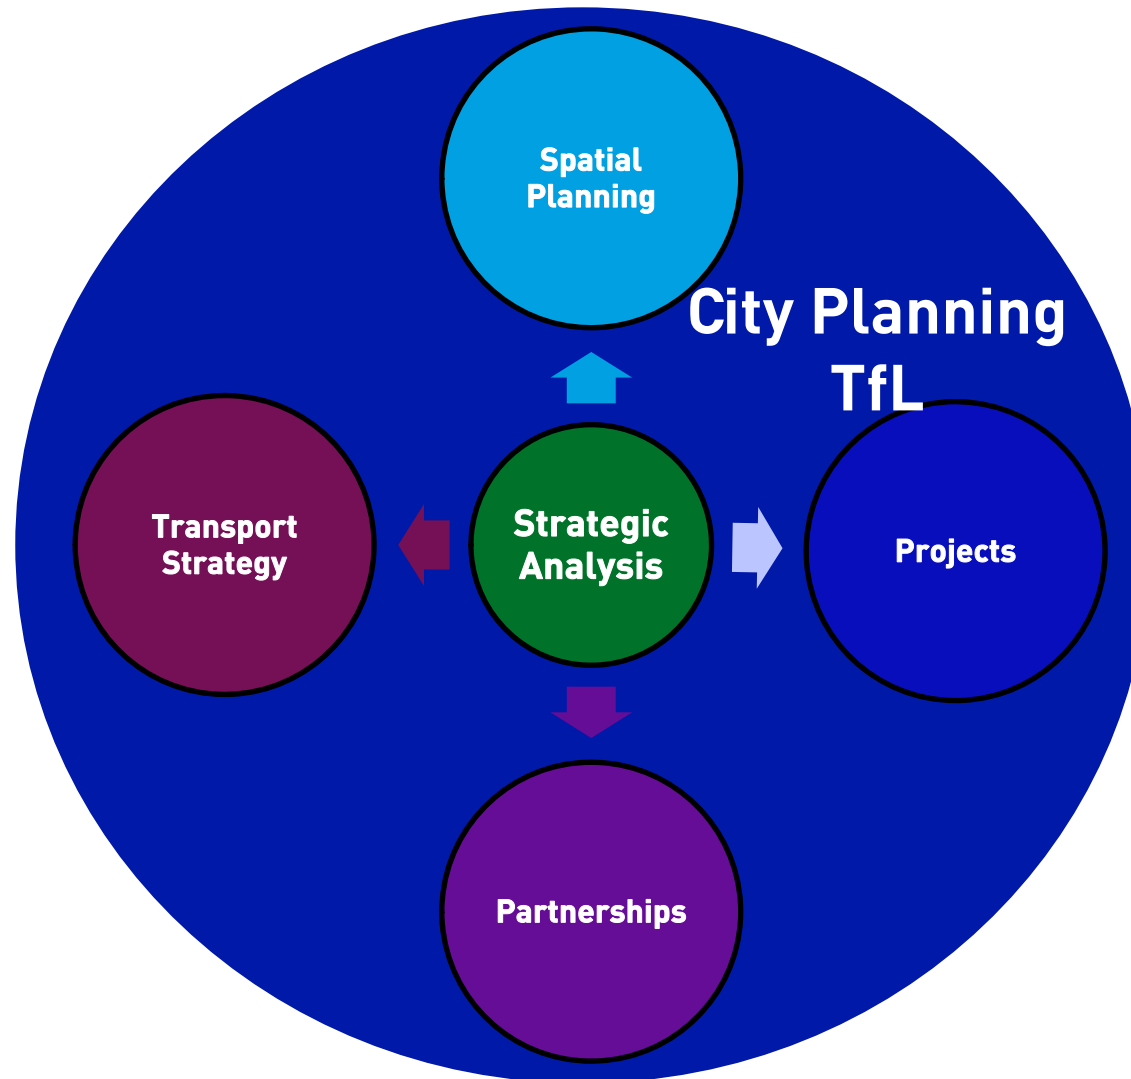 Spatial
Planning
City Planning
TfL
Transport
Strategy
Strategic
Analysis
Projects
Partnerships